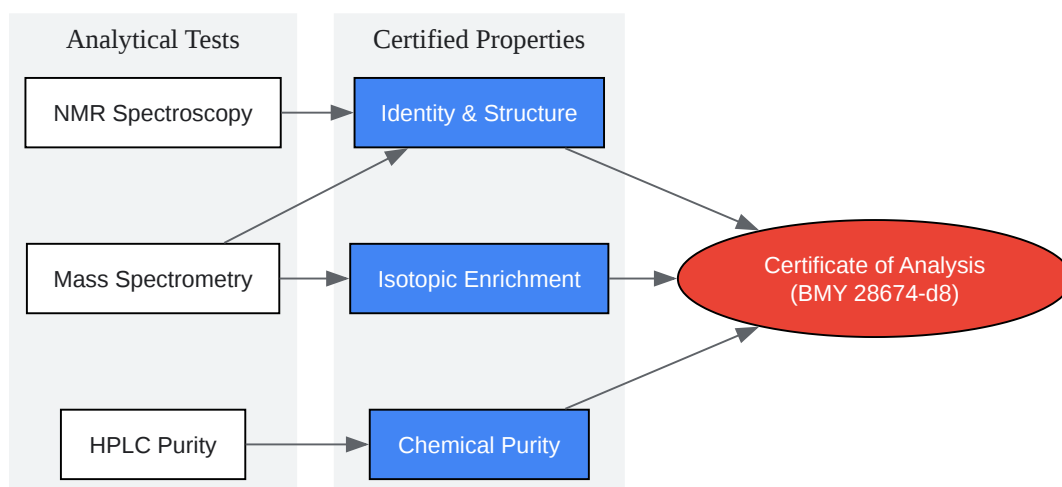 Analytical Tests
Certified Properties
NMR Spectroscopy
Identity & Structure
Mass Spectrometry
Isotopic Enrichment
Certificate of Analysis
(BMY 28674-d8)
HPLC Purity
Chemical Purity